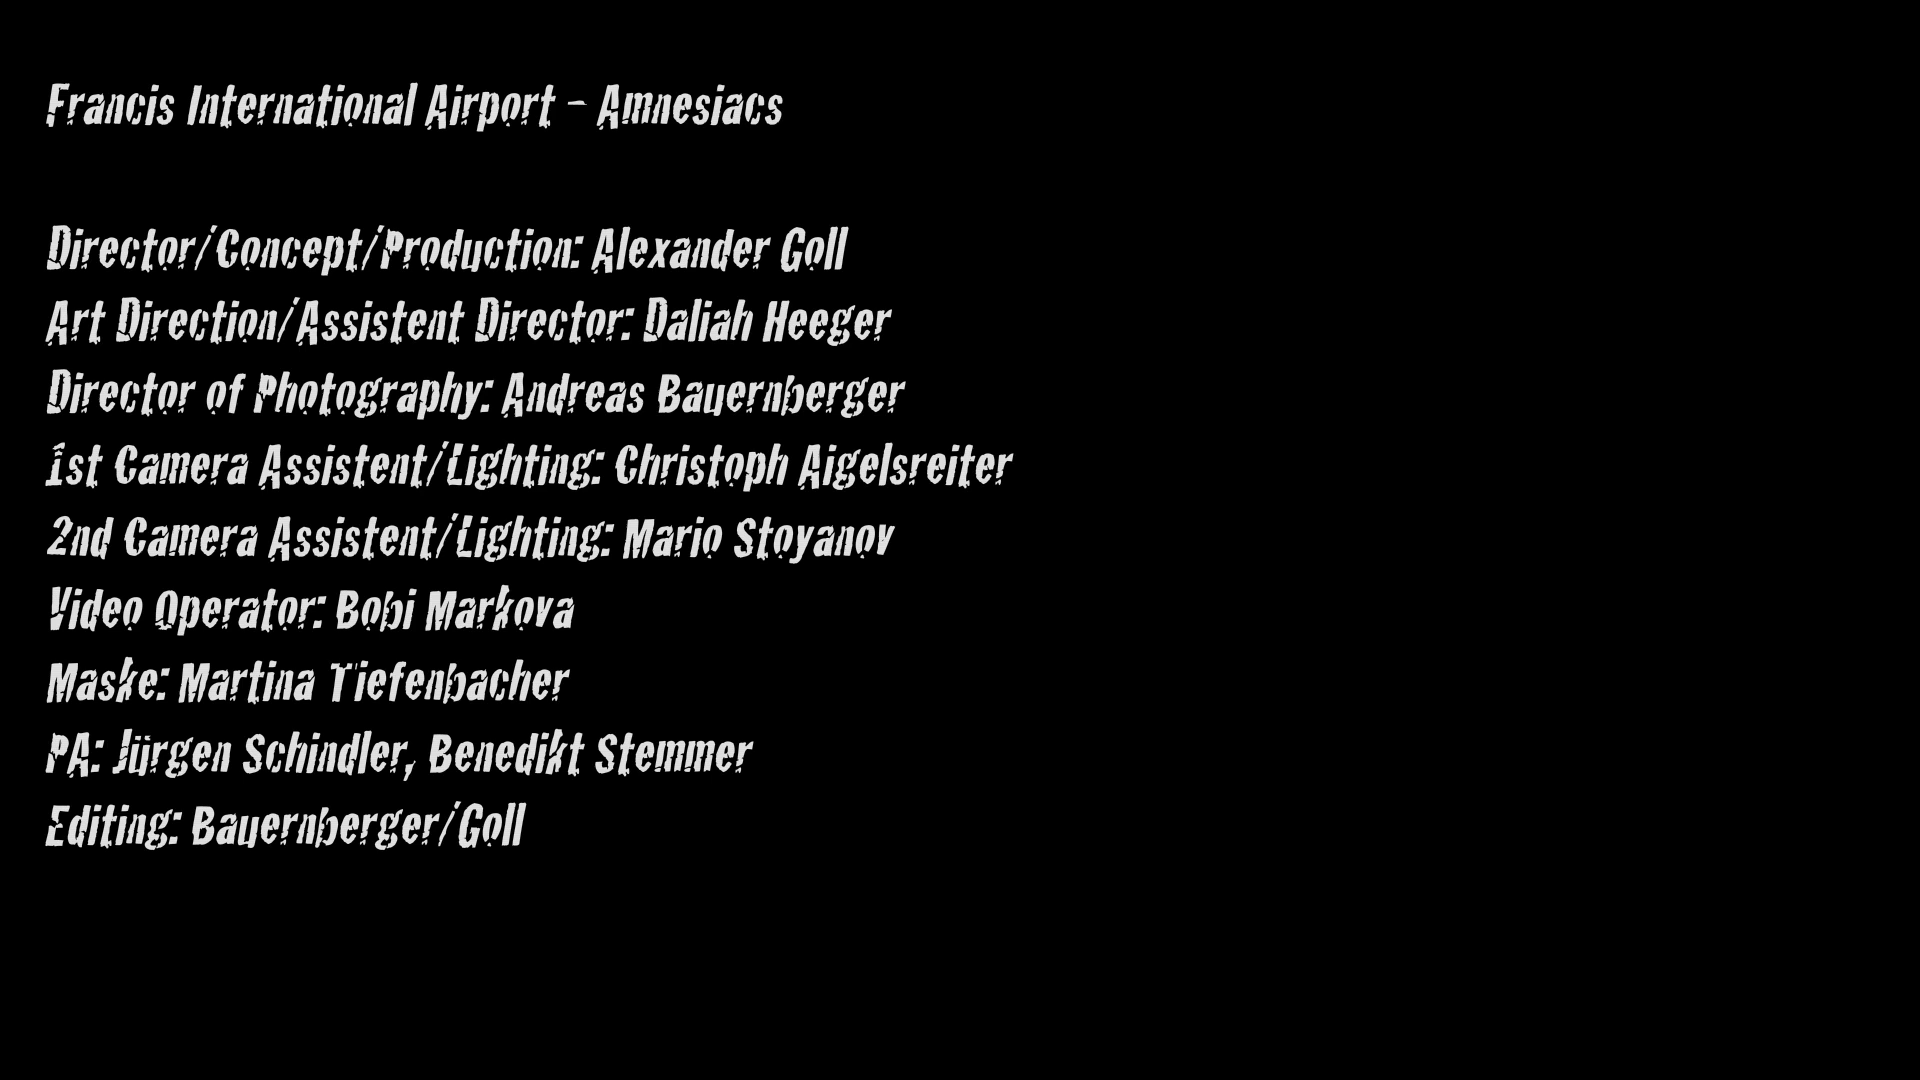 Francis International Airport - Amnesiacs
Director/Concept/Production: Alexander Goll
Art Direction/Assistent Director: Daliah Heeger
Director of Photography: Andreas Bauernberger
1st Camera Assistent/Lighting: Christoph Aigelsreiter
2nd Camera Assistent/Lighting: Mario Stoyanov
Video Operator: Bobi Markova
Maske: Martina Tiefenbacher
PA: Jürgen Schindler, Benedikt Stemmer
Editing: Bauernberger/Goll